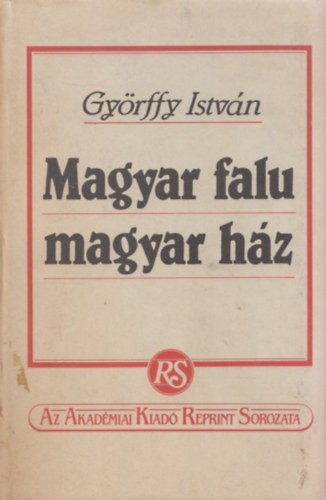 Györffy István
Magyar falu
magyar ház
RS
Az Akadémiai Kiadó Reprint Sorozata